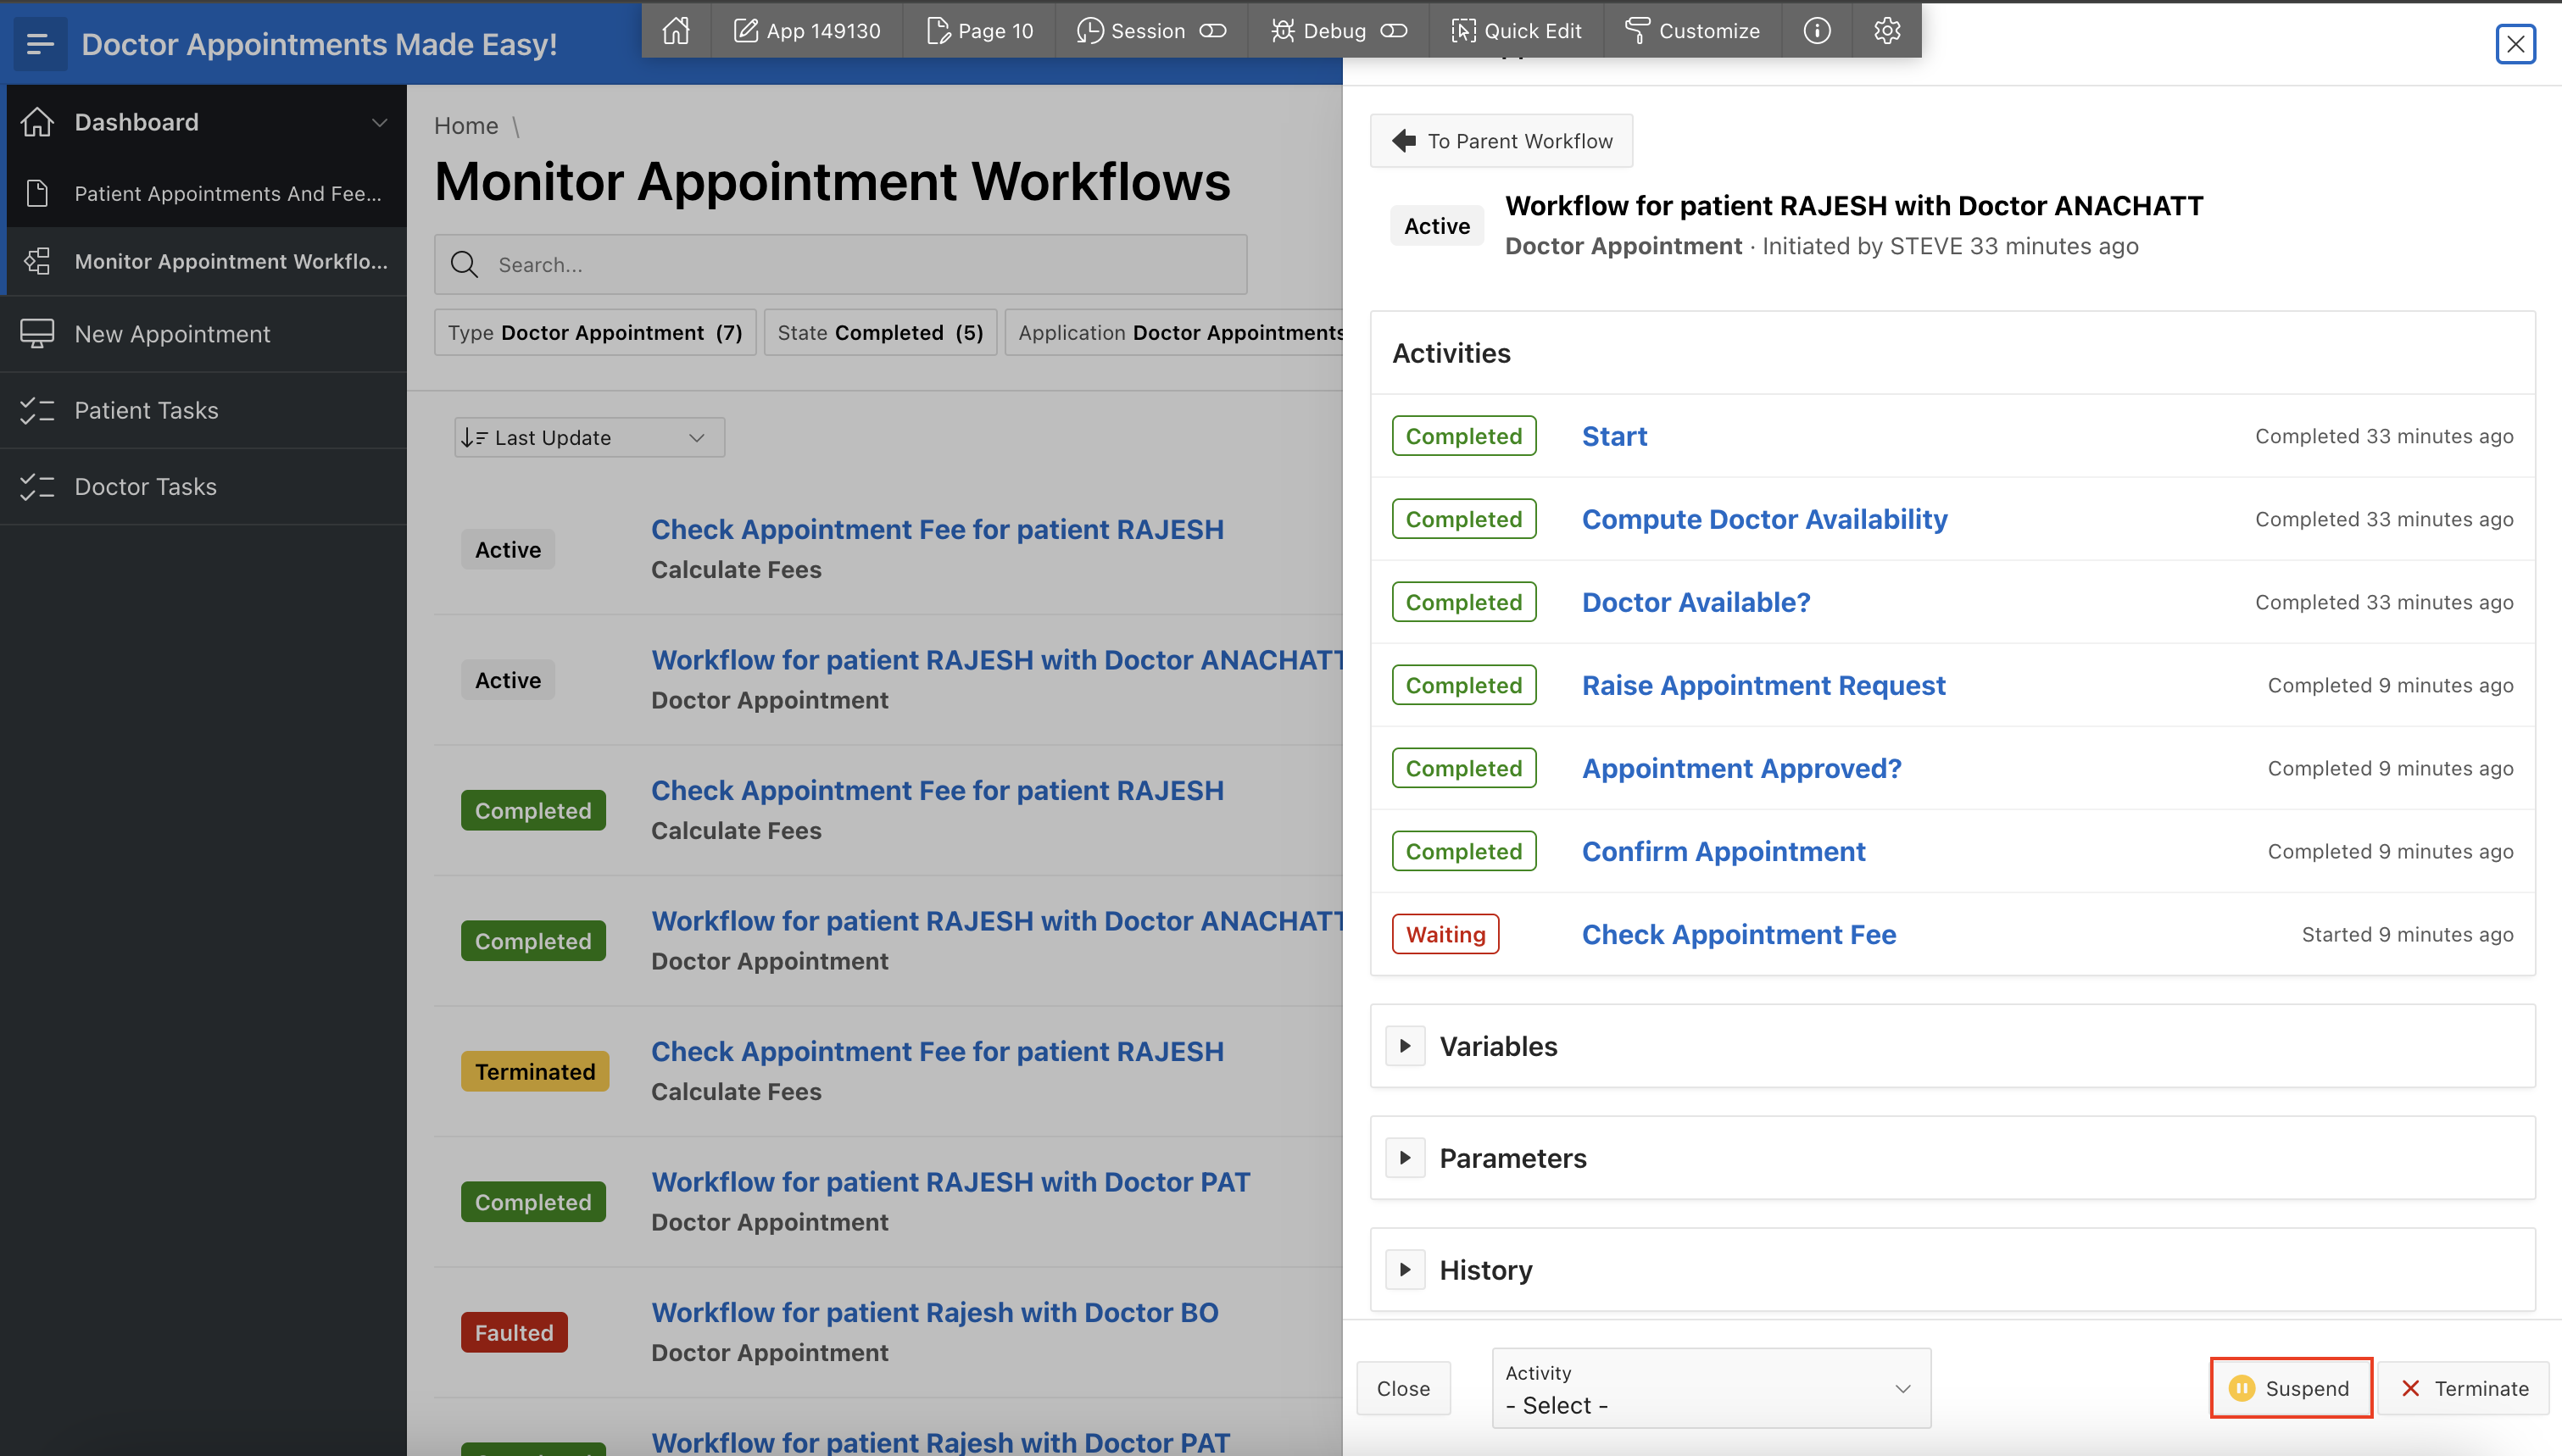 Doctor Appointments Made Easy!
App 149130
Page 10
Session
Debug
Quick Edit
Customize
Dashboard
Patient Appointments And Fee...
Monitor Appointment Workflo...
New Appointment
Patient Tasks
Doctor Tasks
Home \
Monitor Appointment Workflows
Search...
Type Doctor Appointment (7)
State Completed (5)
Application Doctor Appointments
Last Update
Active
Check Appointment Fee for patient RAJESH
Calculate Fees
Active
Workflow for patient RAJESH with Doctor ANACHATT
Doctor Appointment
Completed
Check Appointment Fee for patient RAJESH
Calculate Fees
Completed
Workflow for patient RAJESH with Doctor ANACHATT
Doctor Appointment
Terminated
Check Appointment Fee for patient RAJESH
Calculate Fees
Completed
Workflow for patient RAJESH with Doctor PAT
Doctor Appointment
Faulted
Workflow for patient Rajesh with Doctor BO
Doctor Appointment
Workflow for patient Rajesh with Doctor PAT
To Parent Workflow
Active
Workflow for patient RAJESH with Doctor ANACHATT
Doctor Appointment · Initiated by STEVE 33 minutes ago
Activities
Completed Start Completed 33 minutes ago
Completed Compute Doctor Availability Completed 33 minutes ago
Completed Doctor Available? Completed 33 minutes ago
Completed Raise Appointment Request Completed 9 minutes ago
Completed Appointment Approved? Completed 9 minutes ago
Completed Confirm Appointment Completed 9 minutes ago
Waiting Check Appointment Fee Started 9 minutes ago
Variables
Parameters
History
Close
Activity
- Select -
Suspend
Terminate